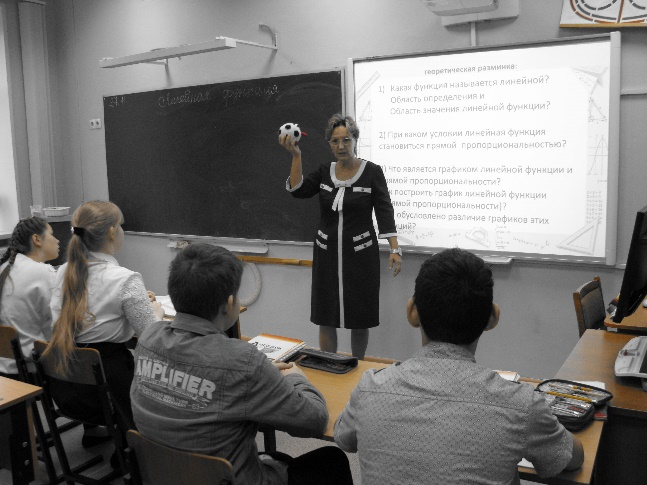 Линейная функция
теоретическая разминка:
1) Какая функция называется линейной?
Область определения и
Область значения линейной функции?
2) При каком условии линейная функция
становиться прямой пропорциональностью?
Что является графиком линейной функции и
прямой пропорциональности?
построить график линейной функции
прямой пропорциональности)?
обусловлено различие графиков этих
AMPLIFIER